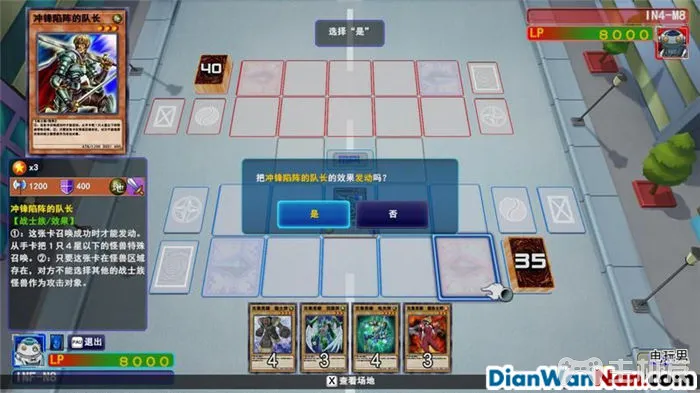 冲锋陷阵的队长
选择“是”
IN4-M8
LP 8000
40
x3
1200
400
冲锋陷阵的队长
【战士族/效果】
①：这张卡召唤成功时才能发动。
从手卡把1只4星以下的怪兽特殊
召唤。②：只要这张卡在怪兽区域
存在，对方不能选择其他的战士族
怪兽作为攻击对象。
把冲锋陷阵的队长的效果发动吗？
是
否
35
PAD 退出
LP 8000
INF-N8
4
3
4
3
X 查看场地
电玩男
DianWanNan.com